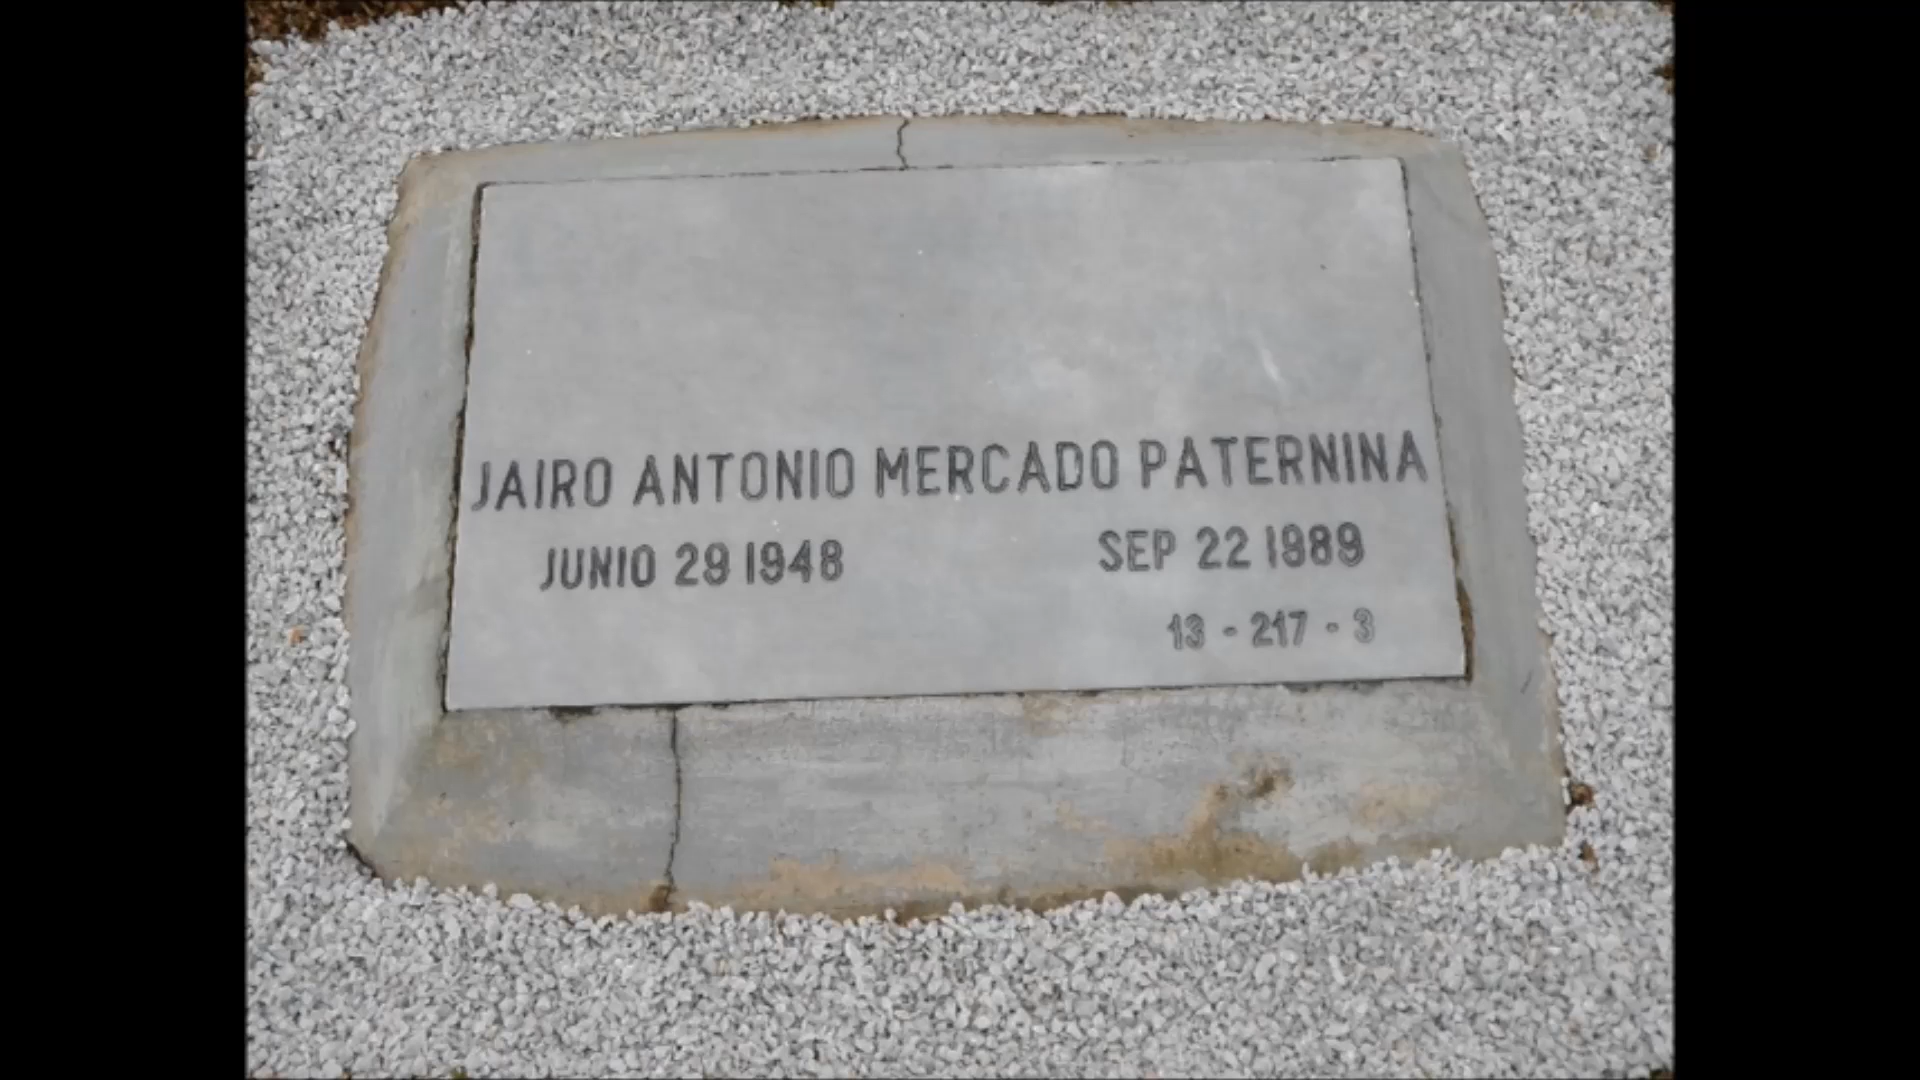 JAIRO ANTONIO MERCADO PATERNINA
JUNIO 29 1948 SEP 22 1989
13 - 217 - 3